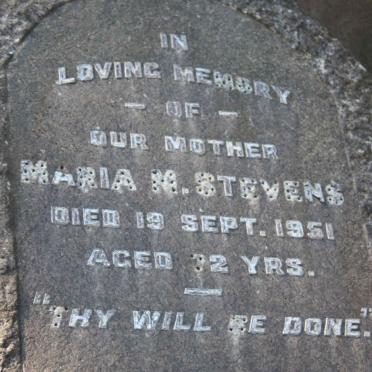 IN
LOVING MEMORY
— OF —
OUR MOTHER
MARIA M. STEVENS
DIED 19 SEPT. 1951
AGED YRS.
"THY WILL BE DONE."